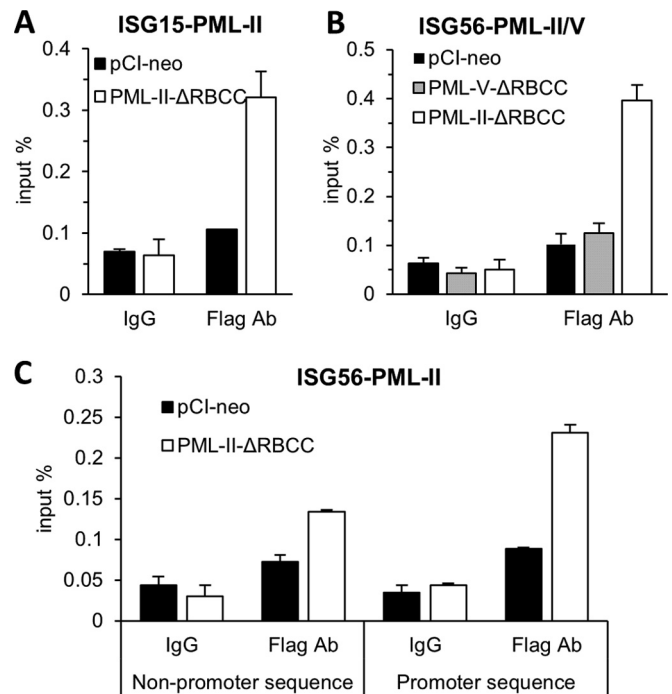 A
ISG15-PML-II
0.4
0.3
0.2
0.1
0
input %
pCI-neo
PML-II-ΔRBCC
IgG
Flag Ab
B
ISG56-PML-II/V
0.5
0.4
0.3
0.2
0.1
0
input %
pCI-neo
PML-V-ΔRBCC
PML-II-ΔRBCC
IgG
Flag Ab
C
ISG56-PML-II
0.3
0.25
0.2
0.15
0.1
0.05
0
input %
pCI-neo
PML-II-ΔRBCC
IgG
Flag Ab
IgG
Flag Ab
Non-promoter sequence
Promoter sequence